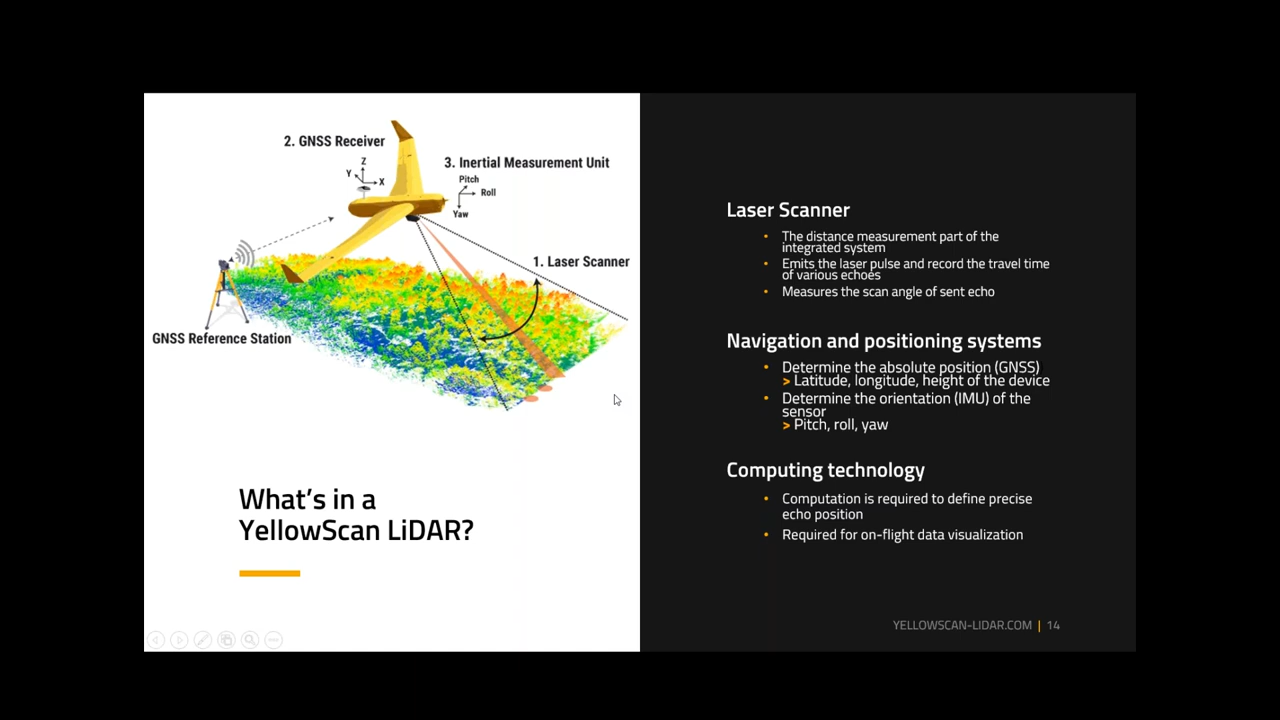 2. GNSS Receiver
3. Inertial Measurement Unit
Z
Y
X
Pitch
Roll
Yaw
1. Laser Scanner
GNSS Reference Station
What's in a
YellowScan LiDAR?
Laser Scanner
• The distance measurement part of the
integrated system
• Emits the laser pulse and record the travel time
of various echoes
• Measures the scan angle of sent echo
Navigation and positioning systems
• Determine the absolute position (GNSS)
> Latitude, longitude, height of the device
• Determine the orientation (IMU) of the
sensor
> Pitch, roll, yaw
Computing technology
• Computation is required to define precise
echo position
• Required for on-flight data visualization
YELLOWSCAN-LIDAR.COM | 14